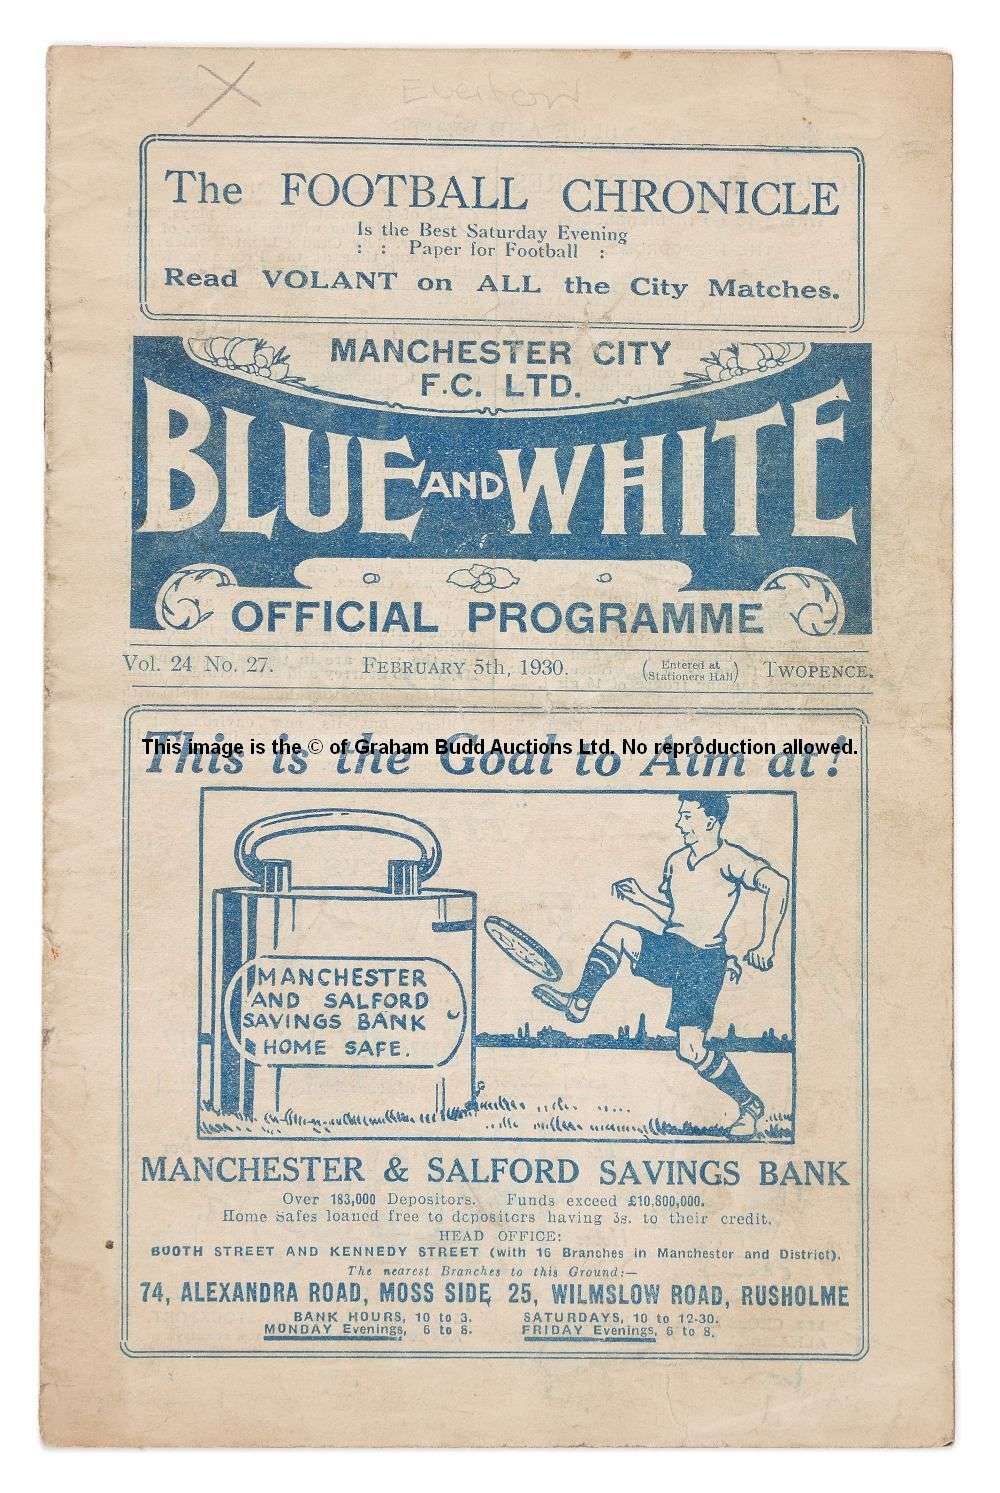 Everton
The FOOTBALL CHRONICLE
Is the Best Saturday Evening
: : Paper for Football :
Read VOLANT on ALL the City Matches.
MANCHESTER CITY
F.C. LTD.
BLUE AND WHITE
OFFICIAL PROGRAMME
Vol. 24 No. 27. FEBRUARY 5th, 1930. (Entered at Stationers Hall) TWOPENCE.
This image is the © of Graham Budd Auctions Ltd. No reproduction allowed.
This is the Goal to Aim at!
MANCHESTER
AND SALFORD
SAVINGS BANK
HOME SAFE.
MANCHESTER & SALFORD SAVINGS BANK
Over 183,000 Depositors. Funds exceed £10,800,000.
Home Safes loaned free to depositors having 3s. to their credit.
HEAD OFFICE:
BOOTH STREET AND KENNEDY STREET (with 16 Branches in Manchester and District).
The nearest Branches to this Ground:—
74, ALEXANDRA ROAD, MOSS SIDE, 25, WILMSLOW ROAD, RUSHOLME
BANK HOURS, 10 to 3. SATURDAYS, 10 to 12-30.
MONDAY Evenings, 6 to 8. FRIDAY Evenings, 6 to 8.